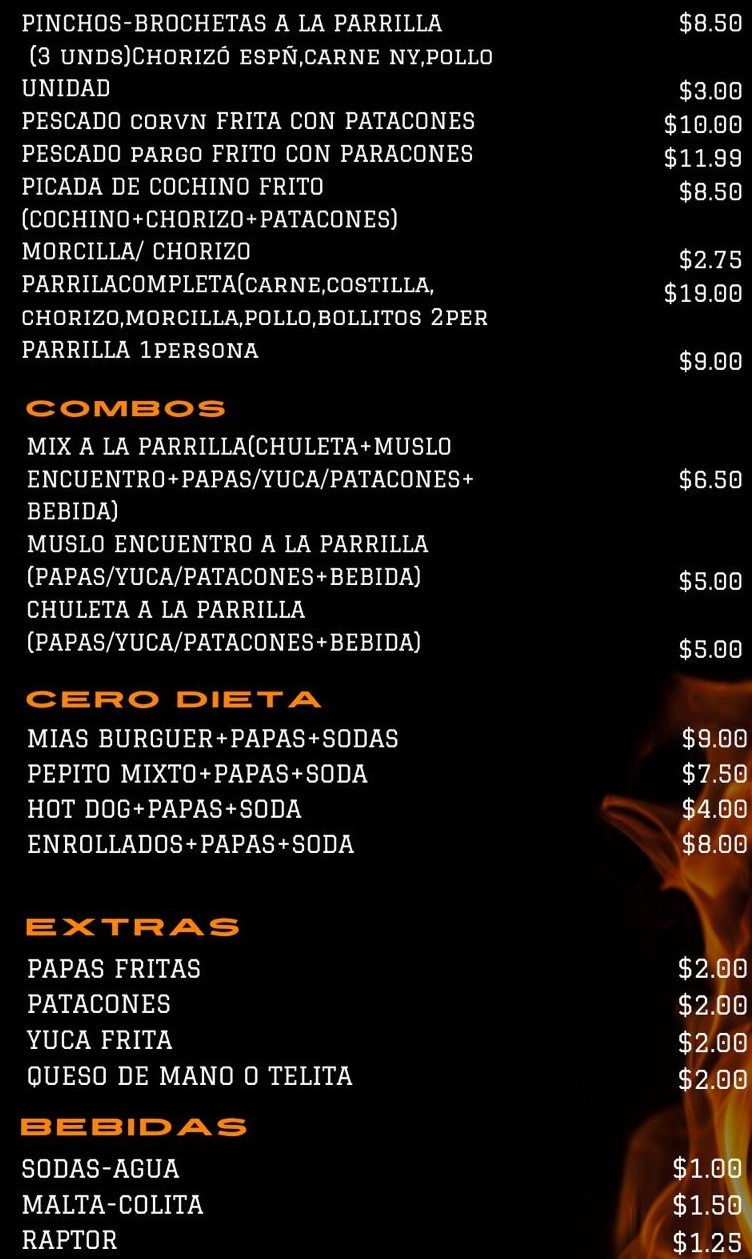 PINCHOS-BROCHETAS A LA PARRILLA $8.50
(3 UNDS)CHORIZÓ ESPÑ,CARNE NY,POLLO
UNIDAD $3.00
PESCADO CORVN FRITA CON PATACONES $10.00
PESCADO PARGO FRITO CON PARACONES $11.99
PICADA DE COCHINO FRITO $8.50
(COCHINO+CHORIZO+PATACONES)
MORCILLA/ CHORIZO $2.75
PARRILACOMPLETA(CARNE,COSTILLA, $19.00
CHORIZO,MORCILLA,POLLO,BOLLITOS 2PER
PARRILLA 1PERSONA $9.00
COMBOS
MIX A LA PARRILLA(CHULETA+MUSLO
ENCUENTRO+PAPAS/YUCA/PATACONES+ $6.50
BEBIDA)
MUSLO ENCUENTRO A LA PARRILLA
(PAPAS/YUCA/PATACONES+BEBIDA) $5.00
CHULETA A LA PARRILLA
(PAPAS/YUCA/PATACONES+BEBIDA) $5.00
CERO DIETA
MIAS BURGUER+PAPAS+SODAS $9.00
PEPITO MIXTO+PAPAS+SODA $7.50
HOT DOG+PAPAS+SODA $4.00
ENROLLADOS+PAPAS+SODA $8.00
EXTRAS
PAPAS FRITAS $2.00
PATACONES $2.00
YUCA FRITA $2.00
QUESO DE MANO O TELITA $2.00
BEBIDAS
SODAS-AGUA $1.00
MALTA-COLITA $1.50
RAPTOR $1.25